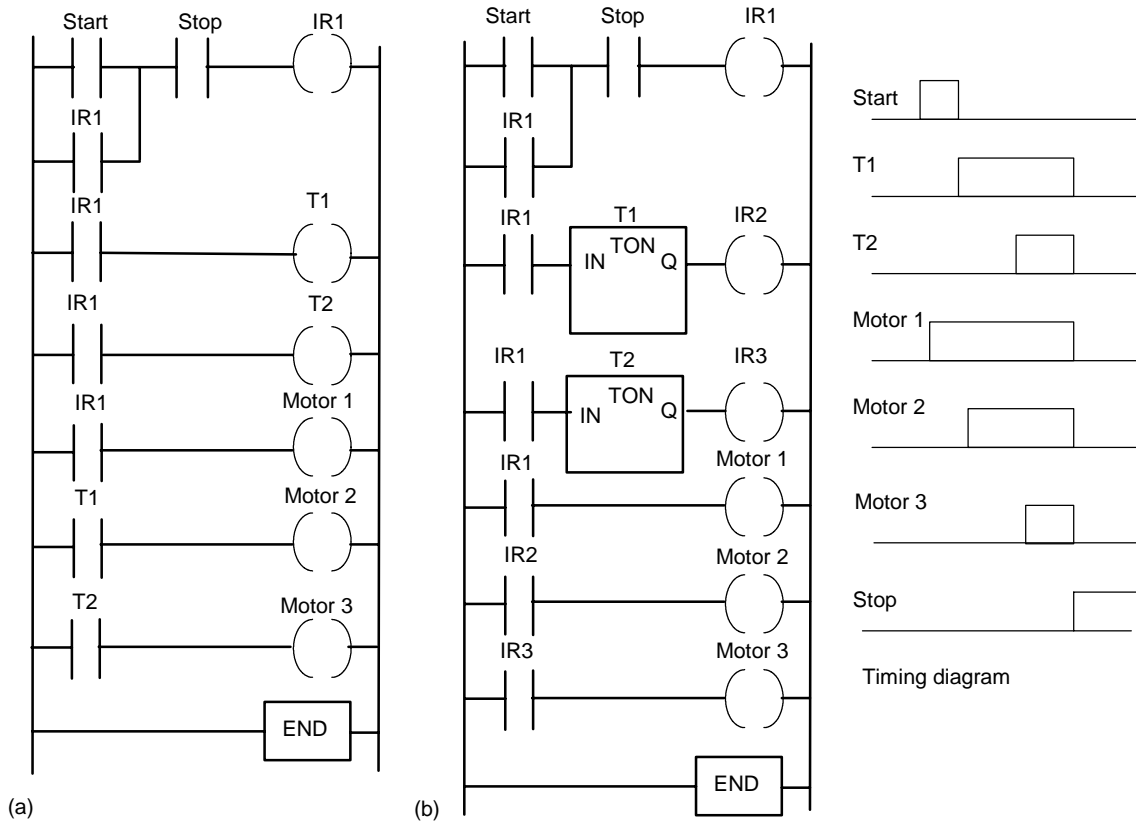 Start Stop IR1
IR1
IR1 T1
IR1 T2
IR1 Motor 1
T1 Motor 2
T2 Motor 3
END
(a)
Start Stop IR1
IR1
IR1 T1 IR2
IN TON Q
IR1 T2 IR3
IN TON Q
IR1 Motor 1
IR2 Motor 2
IR3 Motor 3
END
(b)
Start
T1
T2
Motor 1
Motor 2
Motor 3
Stop
Timing diagram